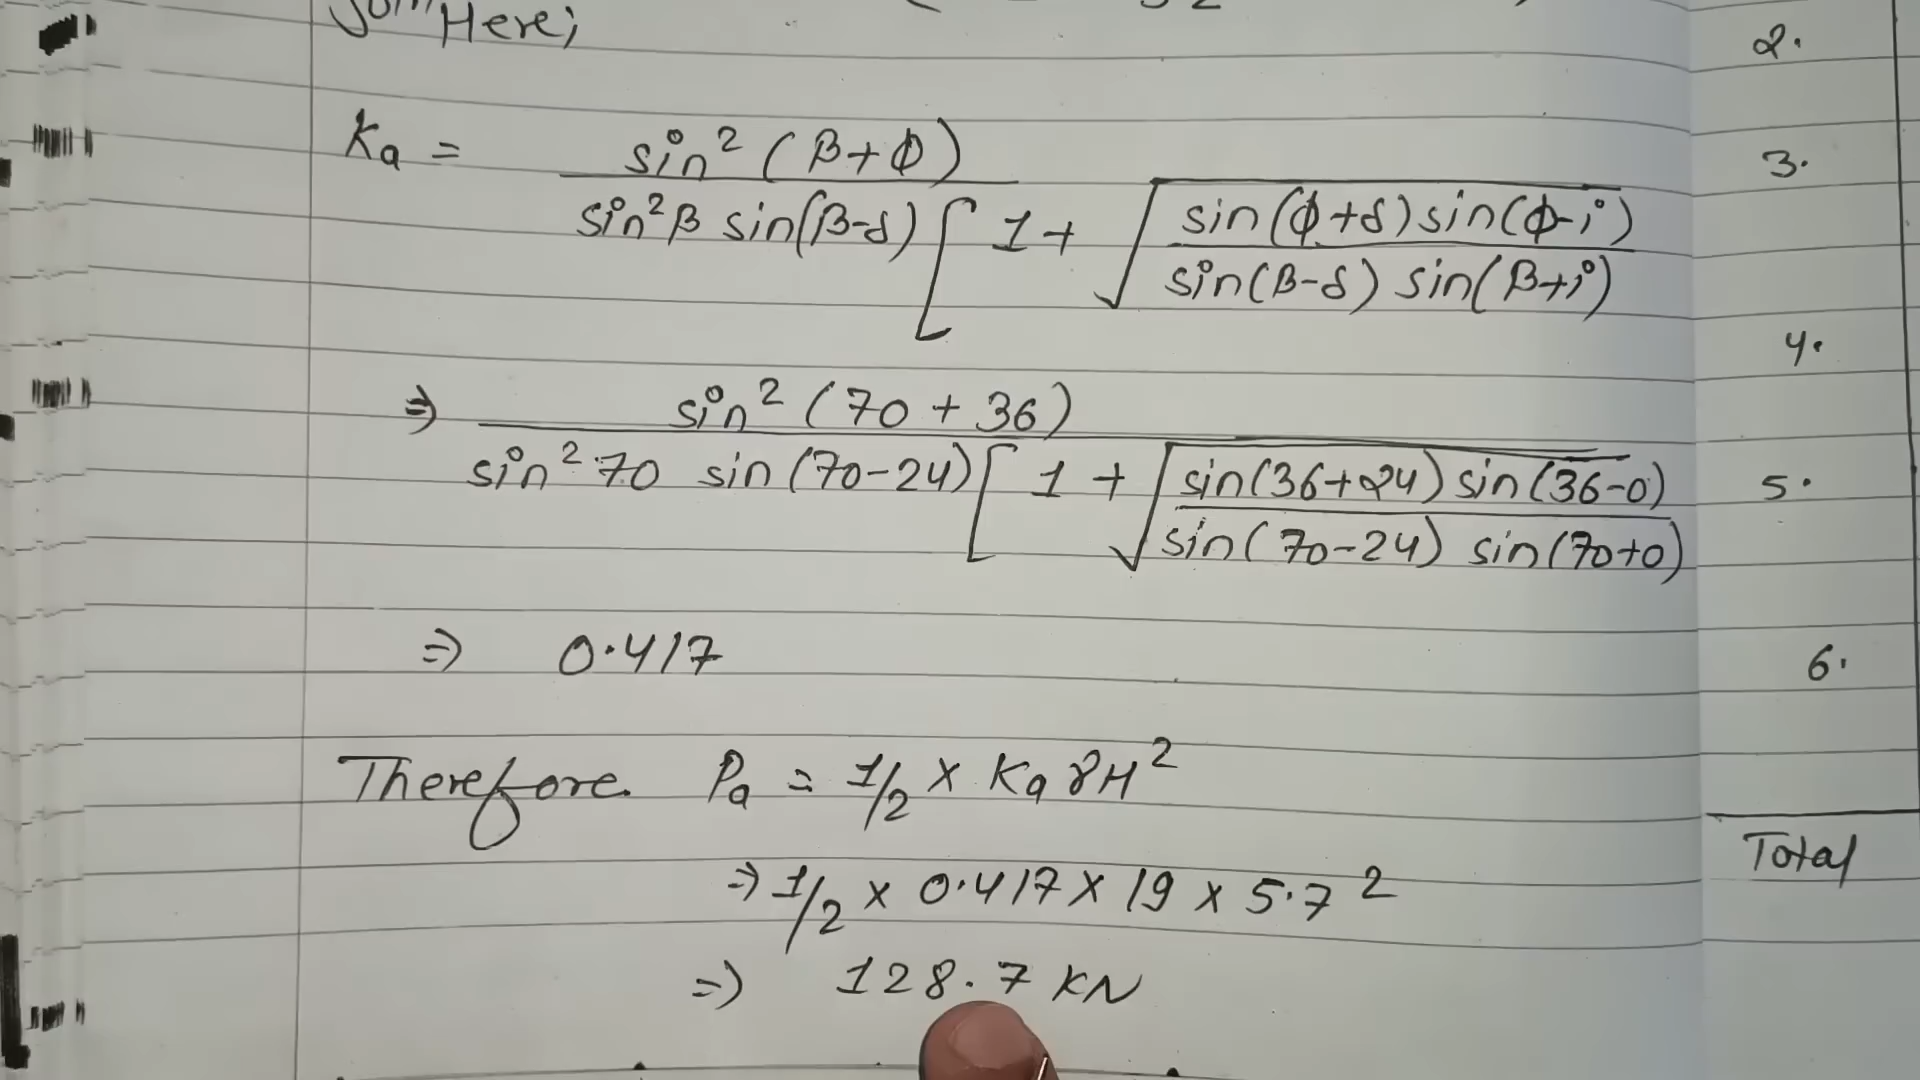 Here;
Ka = sin² (β+ϕ)
sin²β sin(β-δ) [ 1 + √ sin(ϕ+δ) sin(ϕ-i)
sin(β-δ) sin(β+i)
⇒ sin² (70 + 36)
sin² 70 sin (70-24) [ 1 + √ sin(36+24) sin(36-0)
sin(70-24) sin(70+0)
⇒ 0.417
Therefore Pa = 1/2 × Ka γH²
⇒ 1/2 × 0.417 × 19 × 5.7²
⇒ 128.7 KN
2.
3.
4.
5.
6.
Total